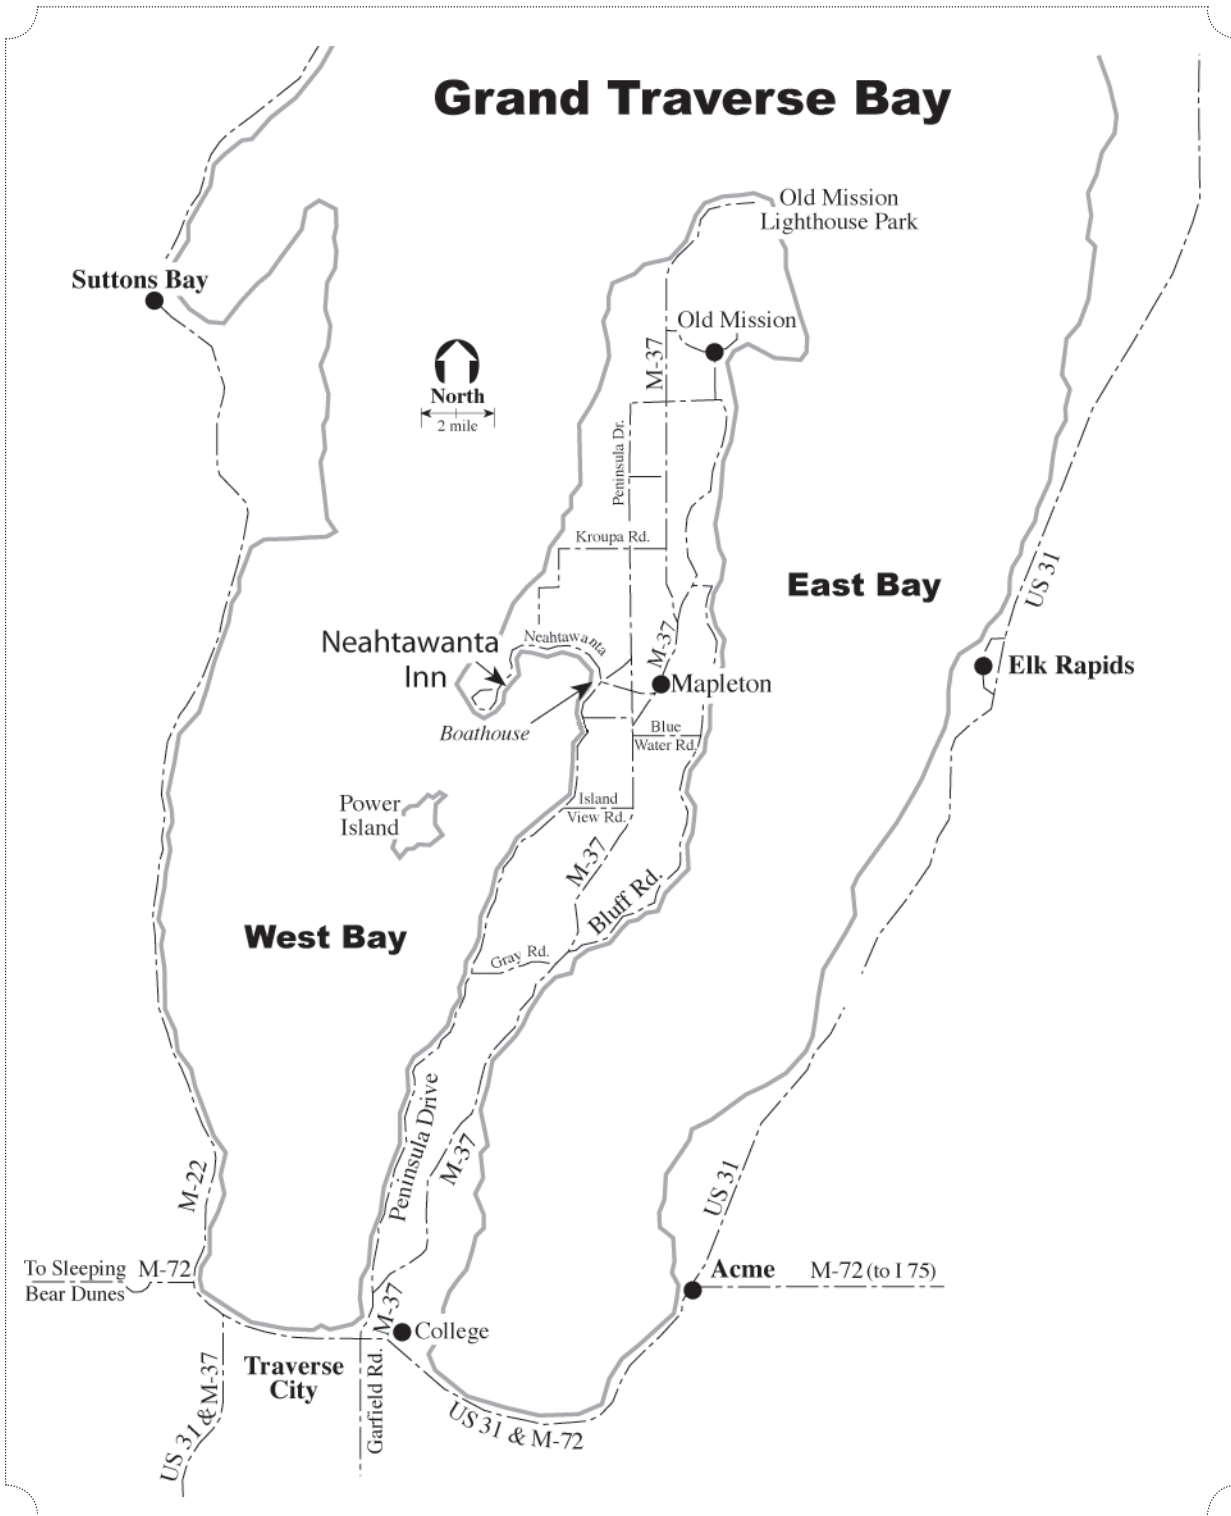 Grand Traverse Bay
Old Mission
Lighthouse Park
Suttons Bay
Old Mission
M-37
North
2 mile
Peninsula Dr.
Kroupa Rd.
East Bay
US 31
Neahtawanta
Inn
Neahtawanta
M-37
Elk Rapids
Mapleton
Boathouse
Blue
Water Rd.
Power
Island
Island
View Rd.
M-37
Bluff Rd.
West Bay
Gray Rd.
Peninsula Drive
M-37
M-22
US 31
To Sleeping
Bear Dunes
M-72
Acme
M-72 (to I 75)
M-37
College
Traverse
City
Garfield Rd.
US 31 & M-37
US 31 & M-72